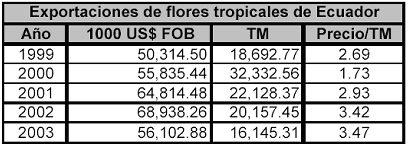 Exportaciones de flores tropicales de Ecuador
Año 1000 US$ FOB TM Precio/TM
1999 50,314.50 18,692.77 2.69
2000 55,835.44 32,332.56 1.73
2001 64,814.48 22,128.37 2.93
2002 68,938.26 20,157.45 3.42
2003 56,102.88 16,145.31 3.47